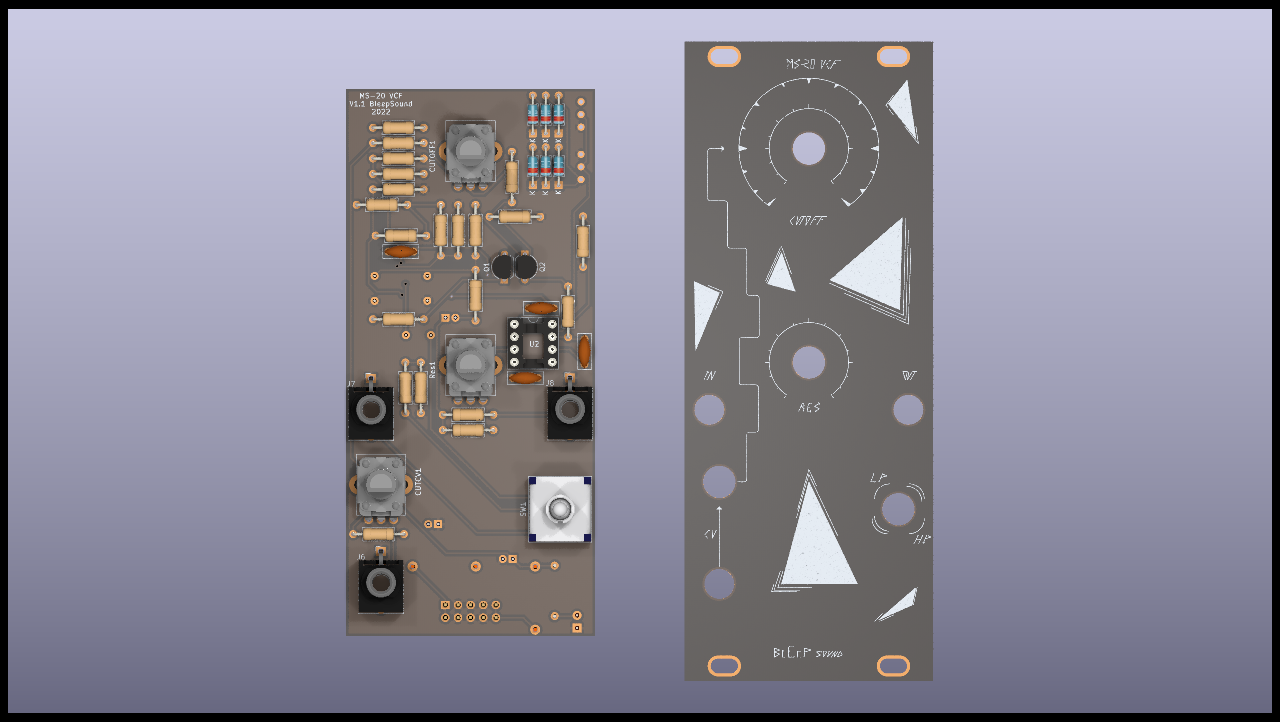 MS-20 VCF
V1.1 BleepSound
2022
CUTOFF1
K K K
K K K
Q1
Q2
U2
Res1
J7
J8
CUTCV1
SW1
J6
MS-20 VCF
CUTOFF
IN
OUT
RES
LP
HP
CV
BLEEP SOUND